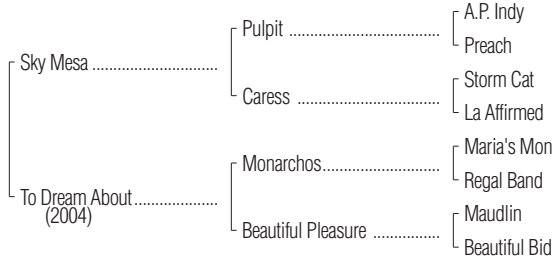 A.P. Indy
Pulpit
Preach
Sky Mesa
Storm Cat
Caress
La Affirmed
Maria's Mon
Monarchos
Regal Band
To Dream About
(2004)
Maudlin
Beautiful Pleasure
Beautiful Bid